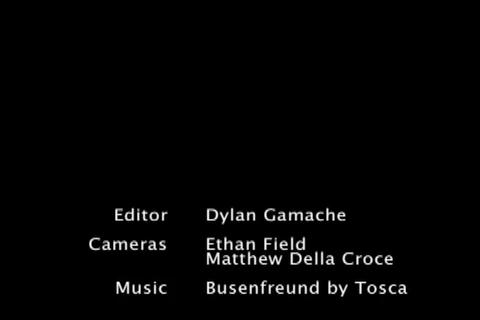 Editor Dylan Gamache
Cameras Ethan Field
Matthew Della Croce
Music Busenfreund by Tosca